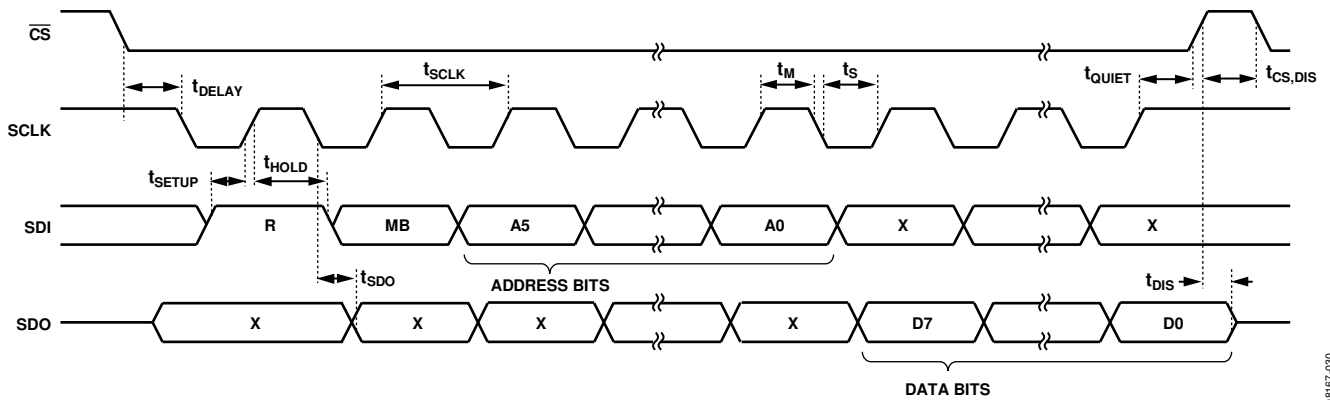 CS
tDELAY
tSCLK
tM
tS
tQUIET
tCS,DIS
SCLK
tSETUP
tHOLD
SDI
R
MB
A5
A0
X
X
tSDO
ADDRESS BITS
tDIS
SDO
X
X
X
X
D7
D0
DATA BITS